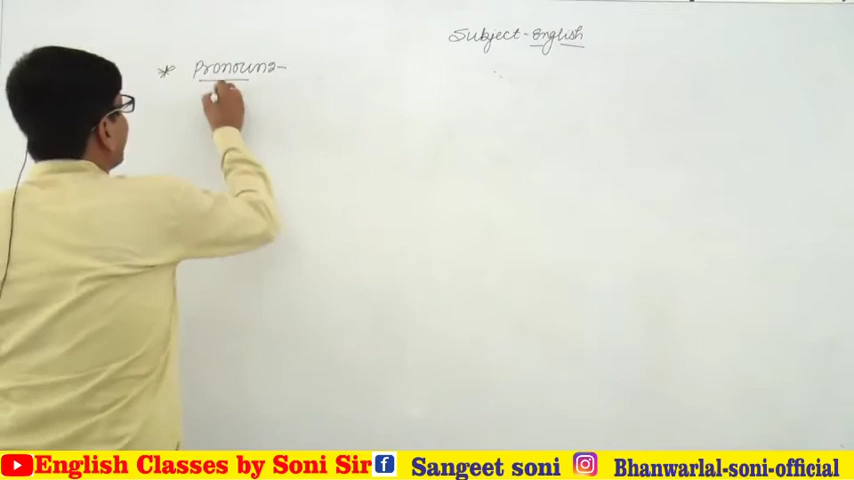 Subject-English
* Pronouns-
English Classes by Soni Sir Sangeet soni Bhanwarlal-soni-official